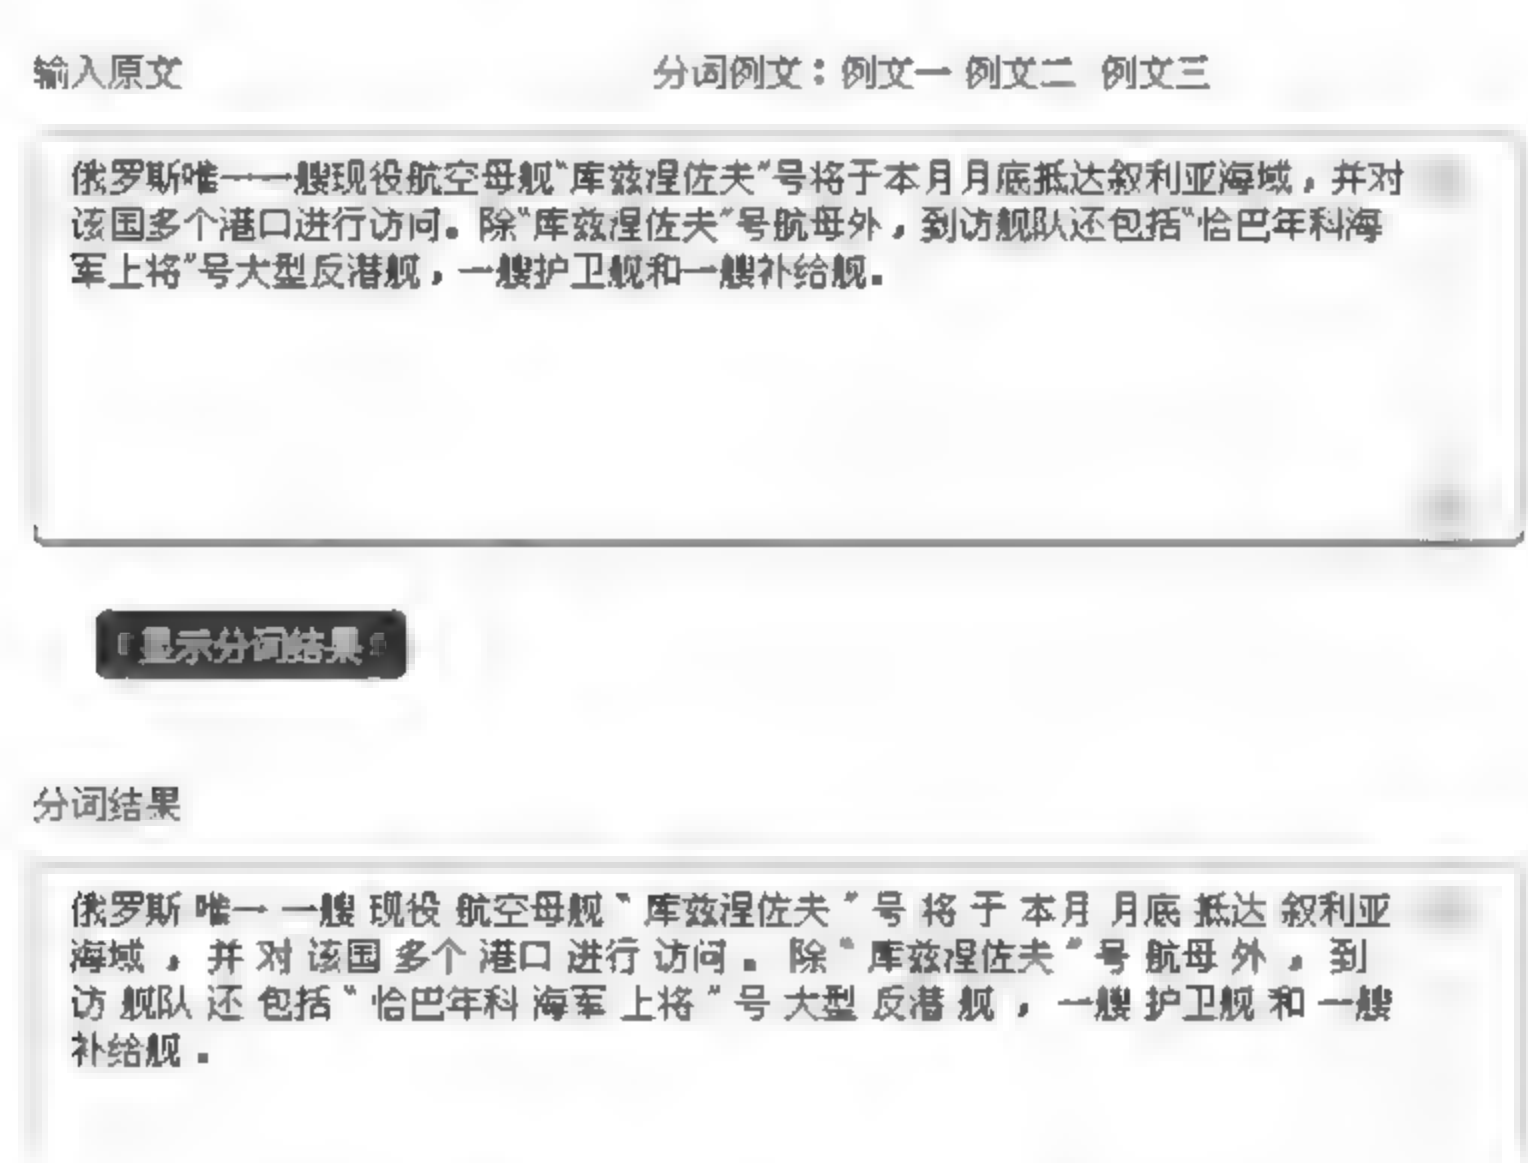 输入原文 分词例文：例文一 例文二 例文三
俄罗斯唯一一艘现役航空母舰“库兹涅佐夫”号将于本月月底抵达叙利亚海域，并对
该国多个港口进行访问。除“库兹涅佐夫”号航母外，到访舰队还包括“恰巴年科海
军上将”号大型反潜舰，一艘护卫舰和一艘补给舰。
显示分词结果
分词结果
俄罗斯 唯一 一艘 现役 航空母舰 “ 库兹涅佐夫 ” 号 将 于 本月 月底 抵达 叙利亚
海域 ， 并 对 该国 多个 港口 进行 访问 。 除 “ 库兹涅佐夫 ” 号 航母 外 ， 到
访 舰队 还 包括 “ 恰巴年科 海军 上将 ” 号 大型 反潜 舰 ， 一艘 护卫舰 和 一艘
补给舰 。